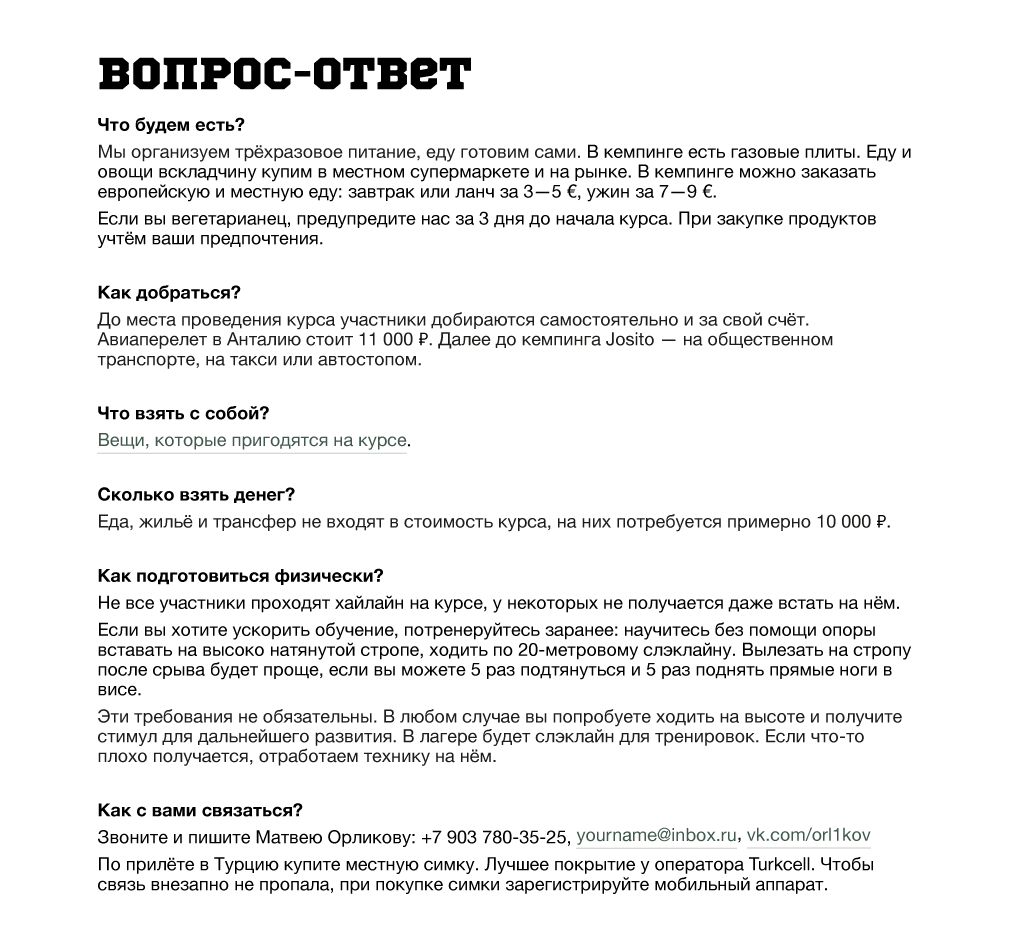 ВОПРОС-ОТВЕТ
Что будем есть?
Мы организуем трёхразовое питание, еду готовим сами. В кемпинге есть газовые плиты. Еду и
овощи вскладчину купим в местном супермаркете и на рынке. В кемпинге можно заказать
европейскую и местную еду: завтрак или ланч за 3—5 €, ужин за 7—9 €.
Если вы вегетарианец, предупредите нас за 3 дня до начала курса. При закупке продуктов
учтём ваши предпочтения.
Как добраться?
До места проведения курса участники добираются самостоятельно и за свой счёт.
Авиаперелет в Анталию стоит 11 000 ₽. Далее до кемпинга Josito — на общественном
транспорте, на такси или автостопом.
Что взять с собой?
Вещи, которые пригодятся на курсе.
Сколько взять денег?
Еда, жильё и трансфер не входят в стоимость курса, на них потребуется примерно 10 000 ₽.
Как подготовиться физически?
Не все участники проходят хайлайн на курсе, у некоторых не получается даже встать на нём.
Если вы хотите ускорить обучение, потренеруйтесь заранее: научитесь без помощи опоры
вставать на высоко натянутой стропе, ходить по 20-метровому слэклайну. Вылезать на стропу
после срыва будет проще, если вы можете 5 раз подтянуться и 5 раз поднять прямые ноги в
висе.
Эти требования не обязательны. В любом случае вы попробуете ходить на высоте и получите
стимул для дальнейшего развития. В лагере будет слэклайн для тренировок. Если что-то
плохо получается, отработаем технику на нём.
Как с вами связаться?
Звоните и пишите Матвею Орликову: +7 903 780-35-25, yourname@inbox.ru, vk.com/orl1kov
По прилёте в Турцию купите местную симку. Лучшее покрытие у оператора Turkcell. Чтобы
связь внезапно не пропала, при покупке симки зарегистрируйте мобильный аппарат.